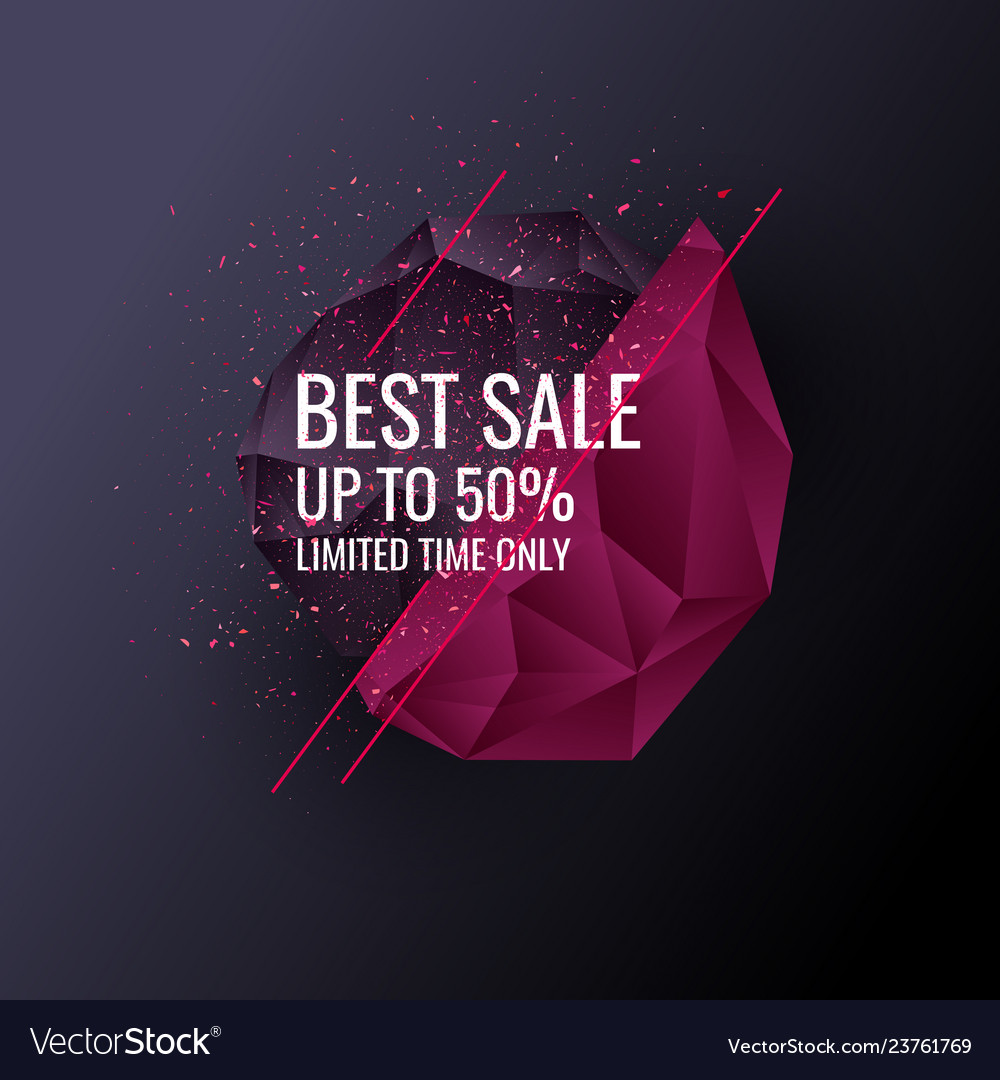 BEST SALE
UP TO 50%
LIMITED TIME ONLY
VectorStock®
VectorStock.com/23761769